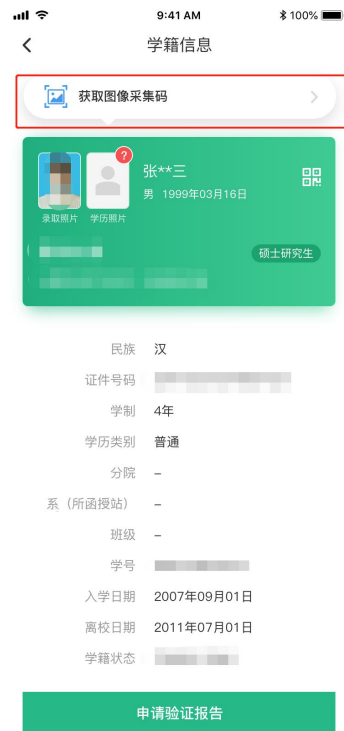 9:41 AM
100%
学籍信息
获取图像采集码
?
张**三
男 1999年03月16日
录取照片 学历照片
硕士研究生
民族 汉
证件号码
学制 4年
学历类别 普通
分院 –
系（所函授站） –
班级 –
学号
入学日期 2007年09月01日
离校日期 2011年07月01日
学籍状态
申请验证报告